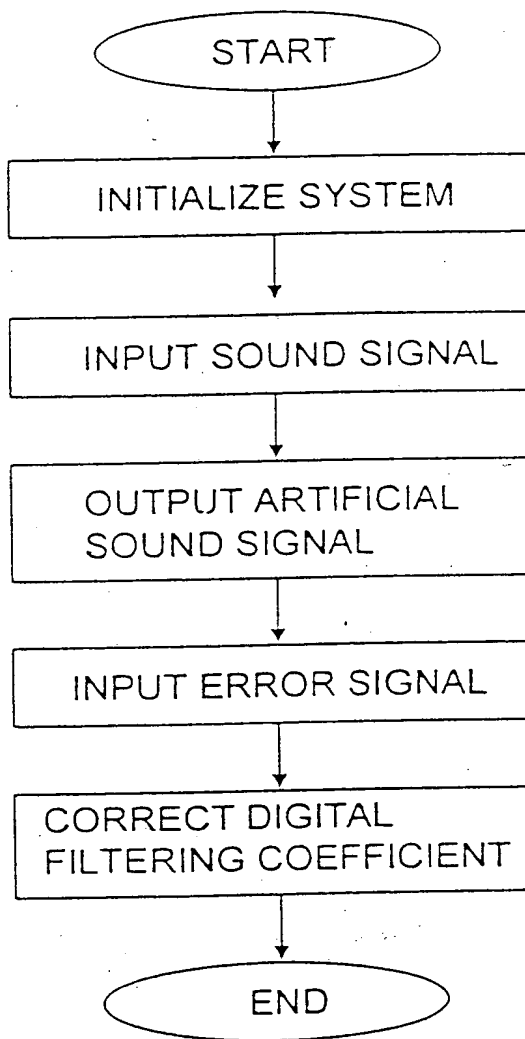 START
INITIALIZE SYSTEM
INPUT SOUND SIGNAL
OUTPUT ARTIFICIAL
SOUND SIGNAL
INPUT ERROR SIGNAL
CORRECT DIGITAL
FILTERING COEFFICIENT
END